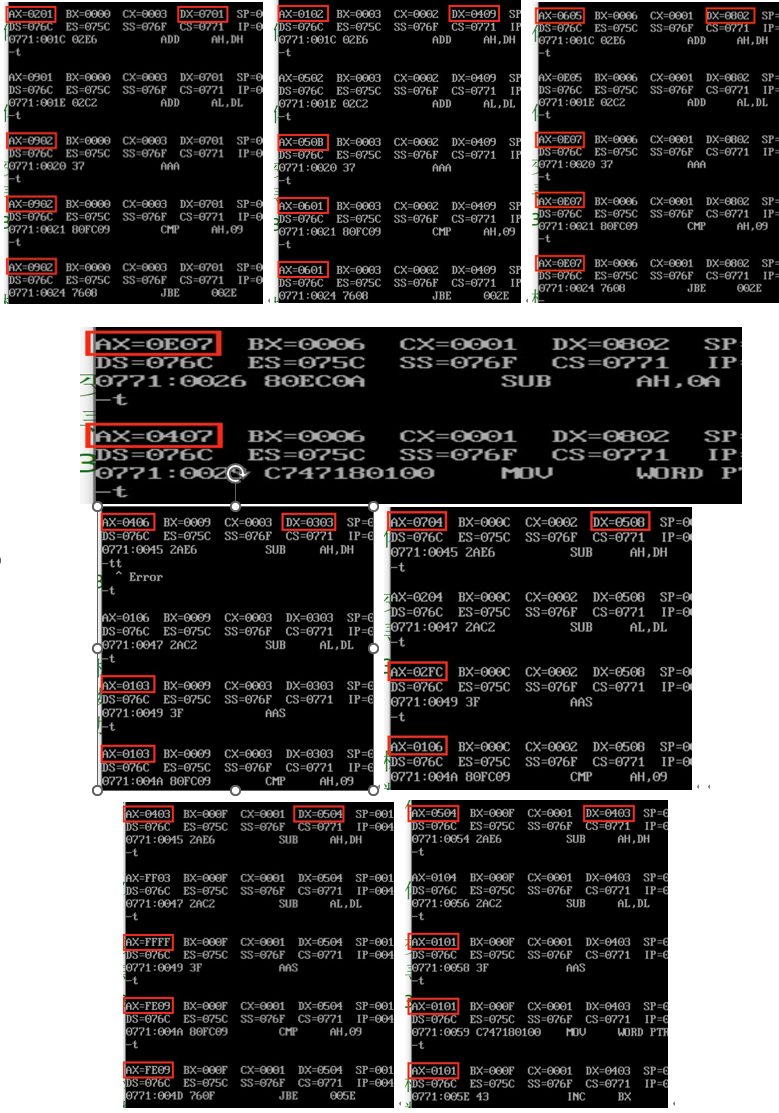 AX=0201 BX=0000 CX=0003 DX=0701 SP=0
DS=076C ES=075C SS=076F CS=0771 IP=0
0771:001C 02E6 ADD AH,DH
-t
AX=0901 BX=0000 CX=0003 DX=0701 SP=0
DS=076C ES=075C SS=076F CS=0771 IP=0
0771:001E 02C2 ADD AL,DL
-t
AX=0902 BX=0000 CX=0003 DX=0701 SP=0
DS=076C ES=075C SS=076F CS=0771 IP=0
0771:0020 37 AAA
-t
AX=0902 BX=0000 CX=0003 DX=0701 SP=0
DS=076C ES=075C SS=076F CS=0771 IP=0
0771:0021 80FC09 CMP AH,09
-t
AX=0902 BX=0000 CX=0003 DX=0701 SP=0
DS=076C ES=075C SS=076F CS=0771 IP=0
0771:0024 7608 JBE 002E
AX=0102 BX=0003 CX=0002 DX=0409 SP
DS=076C ES=075C SS=076F CS=0771 IP
0771:001C 02E6 ADD AH,DH
-t
AX=0502 BX=0003 CX=0002 DX=0409 SP
DS=076C ES=075C SS=076F CS=0771 IP
0771:001E 02C2 ADD AL,DL
-t
AX=050B BX=0003 CX=0002 DX=0409 SP
DS=076C ES=075C SS=076F CS=0771 IP
0771:0020 37 AAA
-t
AX=0601 BX=0003 CX=0002 DX=0409 SP
DS=076C ES=075C SS=076F CS=0771 IP
0771:0021 80FC09 CMP AH,09
-t
AX=0601 BX=0003 CX=0002 DX=0409 SP
DS=076C ES=075C SS=076F CS=0771 IP
0771:0024 7608 JBE 002E
AX=0605 BX=0006 CX=0001 DX=0802 SP=
DS=076C ES=075C SS=076F CS=0771 IP=
0771:001C 02E6 ADD AH,DH
-t
AX=0E05 BX=0006 CX=0001 DX=0802 SP=
DS=076C ES=075C SS=076F CS=0771 IP=
0771:001E 02C2 ADD AL,DL
-t
AX=0E07 BX=0006 CX=0001 DX=0802 SP=
DS=076C ES=075C SS=076F CS=0771 IP=
0771:0020 37 AAA
-t
AX=0E07 BX=0006 CX=0001 DX=0802 SP=
DS=076C ES=075C SS=076F CS=0771 IP=
0771:0021 80FC09 CMP AH,09
-t
AX=0E07 BX=0006 CX=0001 DX=0802 SP=
DS=076C ES=075C SS=076F CS=0771 IP=
0771:0024 7608 JBE 002E
AX=0E07 BX=0006 CX=0001 DX=0802 SP=
DS=076C ES=075C SS=076F CS=0771 IP
0771:0026 80EC0A SUB AH,0A
-t
AX=0407 BX=0006 CX=0001 DX=0802 SP=
DS=076C ES=075C SS=076F CS=0771 IP
0771:002 C747180100 MOV WORD PT
-t
AX=0406 BX=0009 CX=0003 DX=0303 SP=0
DS=076C ES=075C SS=076F CS=0771 IP=0
0771:0045 2AE6 SUB AH,DH
-tt
^ Error
-t
AX=0106 BX=0009 CX=0003 DX=0303 SP=0
DS=076C ES=075C SS=076F CS=0771 IP=0
0771:0047 2AC2 SUB AL,DL
-t
AX=0103 BX=0009 CX=0003 DX=0303 SP=0
DS=076C ES=075C SS=076F CS=0771 IP=0
0771:0049 3F AAS
-t
AX=0103 BX=0009 CX=0003 DX=0303 SP=0
DS=076C ES=075C SS=076F CS=0771 IP=0
0771:004A 80FC09 CMP AH,09
AX=0704 BX=000C CX=0002 DX=0508 SP=00
DS=076C ES=075C SS=076F CS=0771 IP=00
0771:0045 2AE6 SUB AH,DH
-t
AX=0204 BX=000C CX=0002 DX=0508 SP=00
DS=076C ES=075C SS=076F CS=0771 IP=00
0771:0047 2AC2 SUB AL,DL
-t
AX=02FC BX=000C CX=0002 DX=0508 SP=00
DS=076C ES=075C SS=076F CS=0771 IP=00
0771:0049 3F AAS
-t
AX=0106 BX=000C CX=0002 DX=0508 SP=00
DS=076C ES=075C SS=076F CS=0771 IP=00
0771:004A 80FC09 CMP AH,09
AX=0403 BX=000F CX=0001 DX=0504 SP=001
DS=076C ES=075C SS=076F CS=0771 IP=004
0771:0045 2AE6 SUB AH,DH
-t
AX=FF03 BX=000F CX=0001 DX=0504 SP=001
DS=076C ES=075C SS=076F CS=0771 IP=004
0771:0047 2AC2 SUB AL,DL
-t
AX=FFFF BX=000F CX=0001 DX=0504 SP=001
DS=076C ES=075C SS=076F CS=0771 IP=004
0771:0049 3F AAS
-t
AX=FE09 BX=000F CX=0001 DX=0504 SP=001
DS=076C ES=075C SS=076F CS=0771 IP=004
0771:004A 80FC09 CMP AH,09
-t
AX=FE09 BX=000F CX=0001 DX=0504 SP=001
DS=076C ES=075C SS=076F CS=0771 IP=004
0771:004D 760F JBE 005E
AX=0504 BX=000F CX=0001 DX=0403 SP=0
DS=076C ES=075C SS=076F CS=0771 IP=0
0771:0054 2AE6 SUB AH,DH
-t
AX=0104 BX=000F CX=0001 DX=0403 SP=0
DS=076C ES=075C SS=076F CS=0771 IP=0
0771:0056 2AC2 SUB AL,DL
-t
AX=0101 BX=000F CX=0001 DX=0403 SP=0
DS=076C ES=075C SS=076F CS=0771 IP=0
0771:0058 3F AAS
-t
AX=0101 BX=000F CX=0001 DX=0403 SP=0
DS=076C ES=075C SS=076F CS=0771 IP=0
0771:0059 C747180100 MOV WORD PTR
-t
AX=0101 BX=000F CX=0001 DX=0403 SP=0
DS=076C ES=075C SS=076F CS=0771 IP=0
0771:005E 43 INC BX